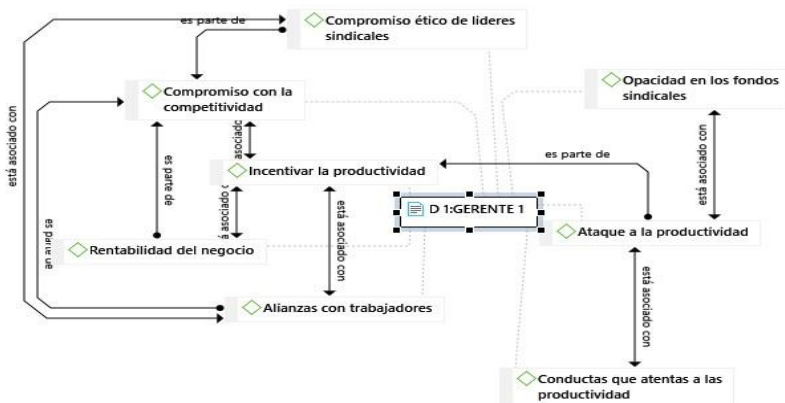 es parte de
Compromiso ético de lideres
sindicales
Compromiso con la
competitividad
Opacidad en los fondos
sindicales
está asociado con
asociado
es parte de
Incentivar la productividad
es parte de
está asociado con
D 1:GERENTE 1
está asociado con
Ataque a la productividad
es parte de
Rentabilidad del negocio
está asociado con
Alianzas con trabajadores
Conductas que atentas a las
productividad